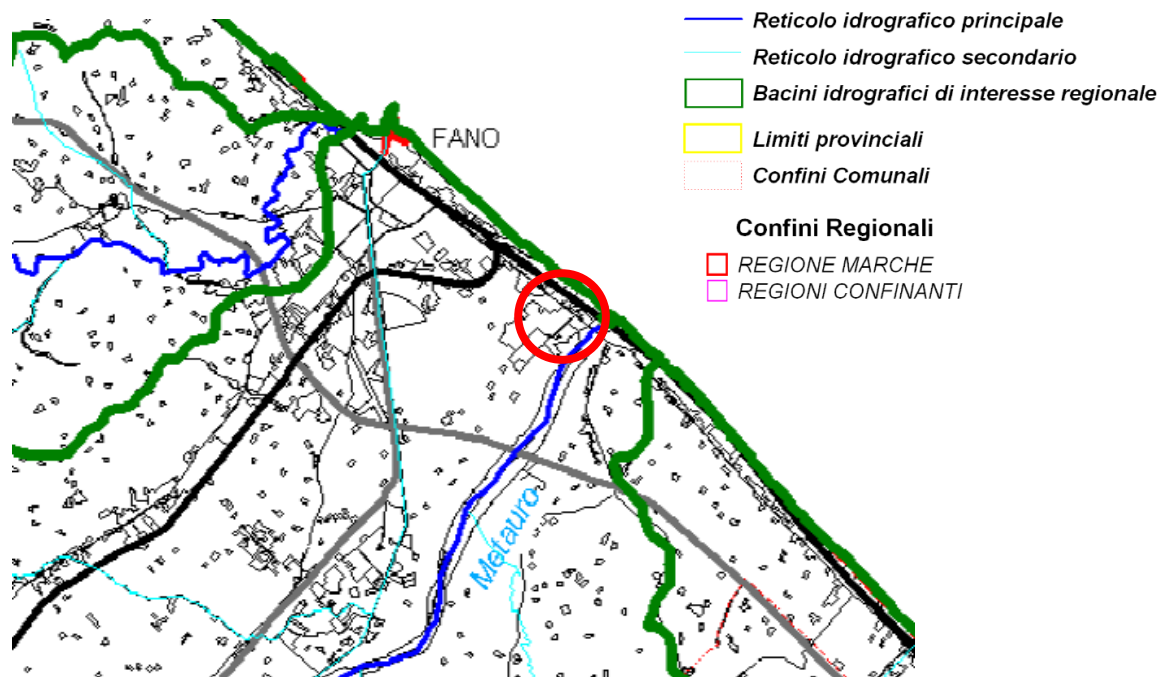 Reticolo idrografico principale
Reticolo idrografico secondario
Bacini idrografici di interesse regionale
Limiti provinciali
Confini Comunali
Confini Regionali
REGIONE MARCHE
REGIONI CONFINANTI
FANO
Metauro